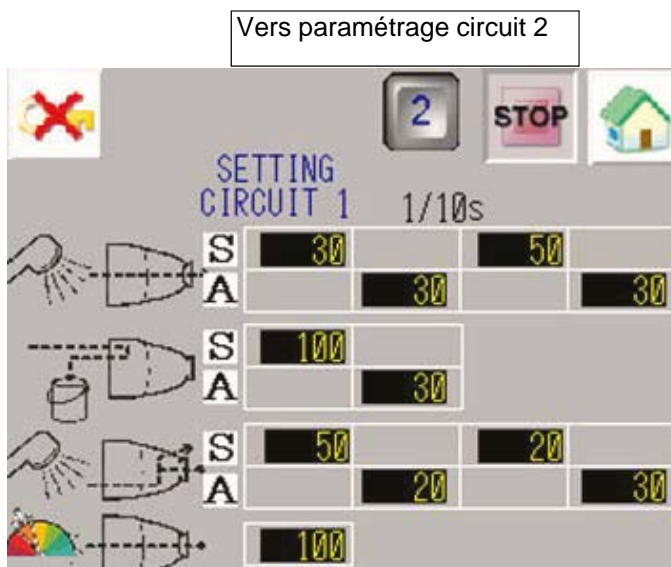 Vers paramétrage circuit 2
2 STOP
SETTING
CIRCUIT 1 1/10s
S 30 50
A 30 30
S 100
A 30
S 50 20
A 20 30
100